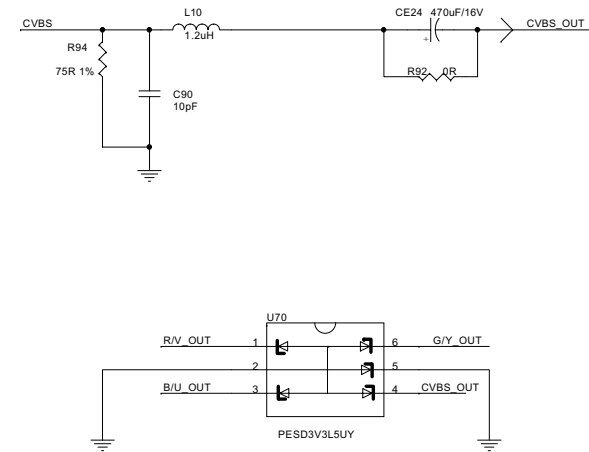 L10
CE24 470uF/16V
CVBS
CVBS_OUT
1.2uH
+
R94
75R 1%
R92 0R
C90
10pF
U70
R/V_OUT 1
6 G/Y_OUT
2
5
B/U_OUT 3
4 CVBS_OUT
PESD3V3L5UY